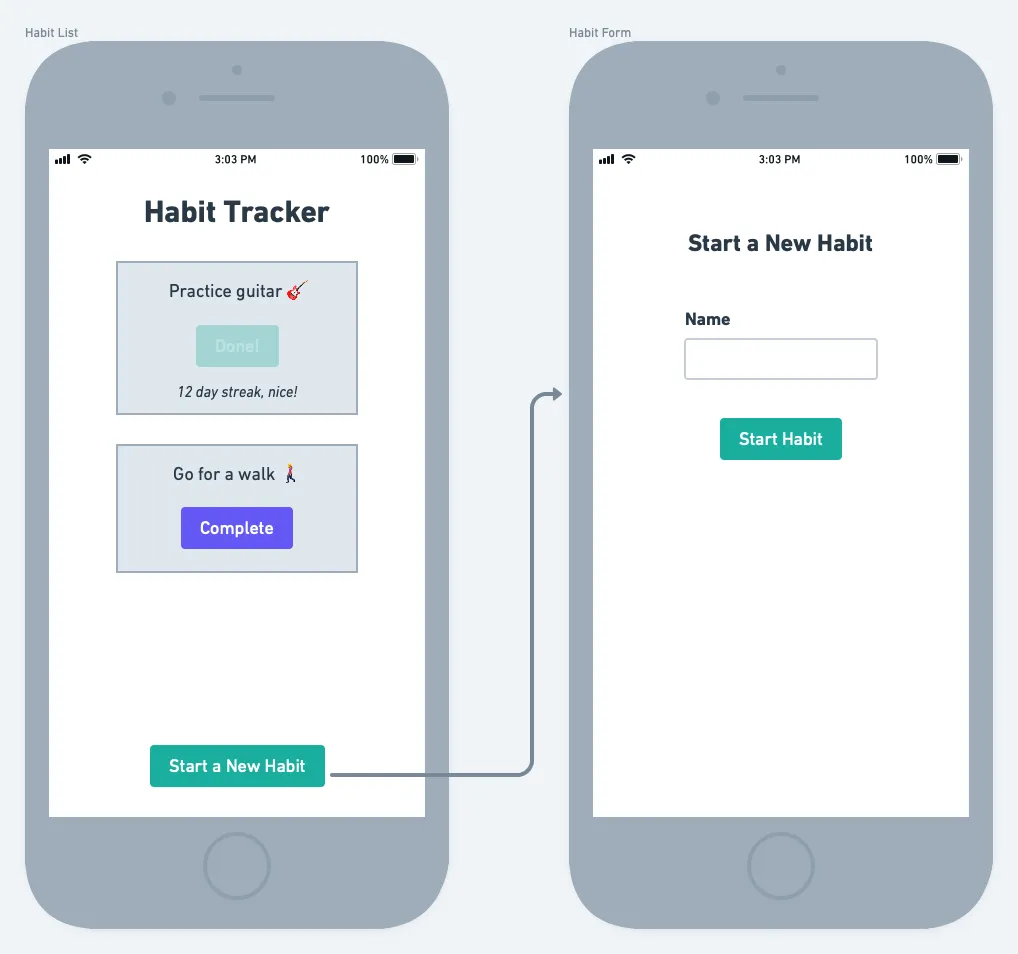 Habit List
3:03 PM
100%
Habit Tracker
Practice guitar 🎸
Done!
12 day streak, nice!
Go for a walk 🚶
Complete
Start a New Habit
Habit Form
3:03 PM
100%
Start a New Habit
Name
Start Habit